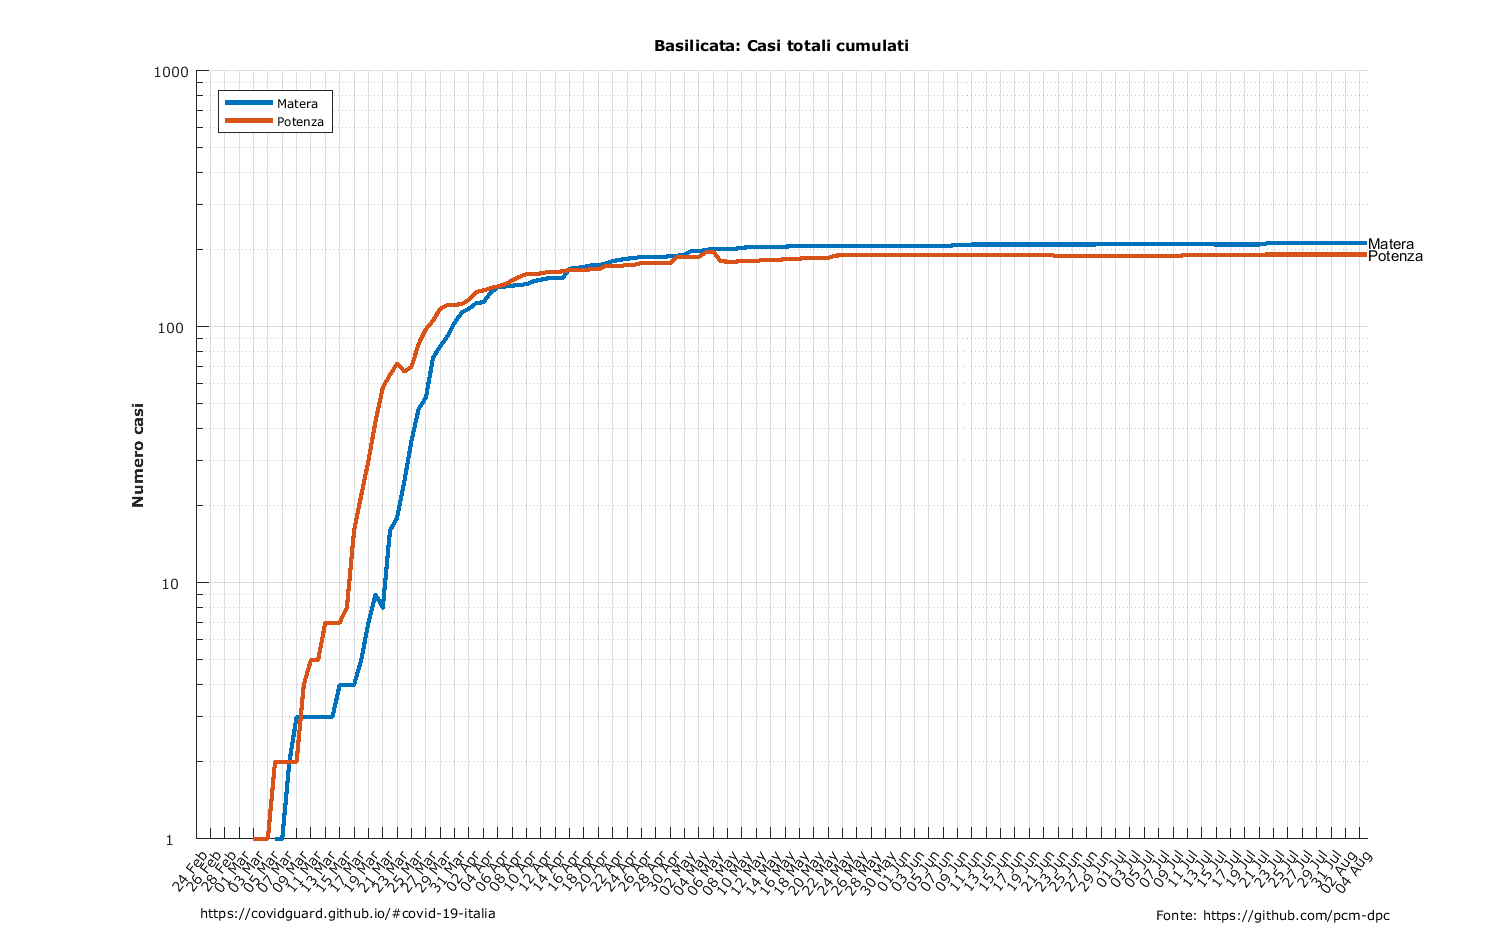 Basilicata: Casi totali cumulati
1000
100
10
1
Numero casi
Matera
Potenza
Matera
Potenza
24 Feb
26 Feb
28 Feb
01 Mar
03 Mar
05 Mar
07 Mar
09 Mar
11 Mar
13 Mar
15 Mar
17 Mar
19 Mar
21 Mar
23 Mar
25 Mar
27 Mar
29 Mar
31 Mar
02 Apr
04 Apr
06 Apr
08 Apr
10 Apr
12 Apr
14 Apr
16 Apr
18 Apr
20 Apr
22 Apr
24 Apr
26 Apr
28 Apr
30 Apr
02 May
04 May
06 May
08 May
10 May
12 May
14 May
16 May
18 May
20 May
22 May
24 May
26 May
28 May
30 May
01 Jun
03 Jun
05 Jun
07 Jun
09 Jun
11 Jun
13 Jun
15 Jun
17 Jun
19 Jun
21 Jun
23 Jun
25 Jun
27 Jun
29 Jun
01 Jul
03 Jul
05 Jul
07 Jul
09 Jul
11 Jul
13 Jul
15 Jul
17 Jul
19 Jul
21 Jul
23 Jul
25 Jul
27 Jul
29 Jul
31 Jul
02 Aug
04 Aug
https://covidguard.github.io/#covid-19-italia
Fonte: https://github.com/pcm-dpc